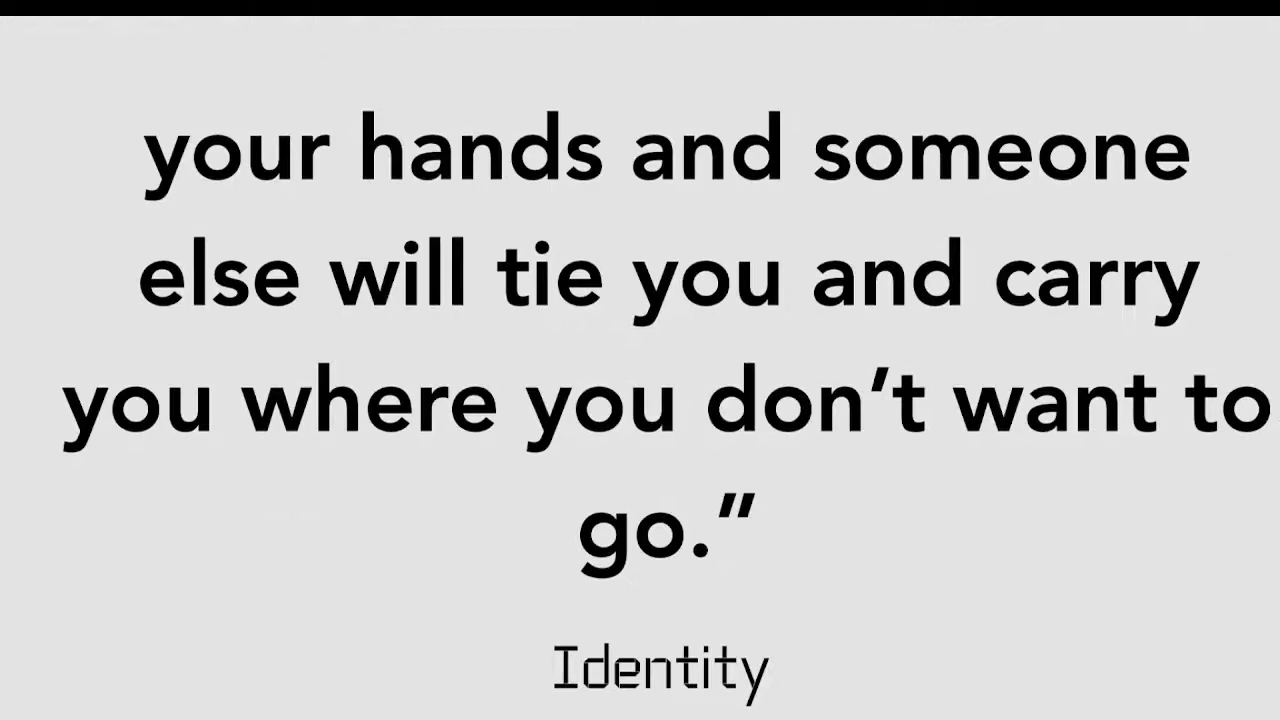 your hands and someone
else will tie you and carry
you where you don’t want to
go.”
Identity